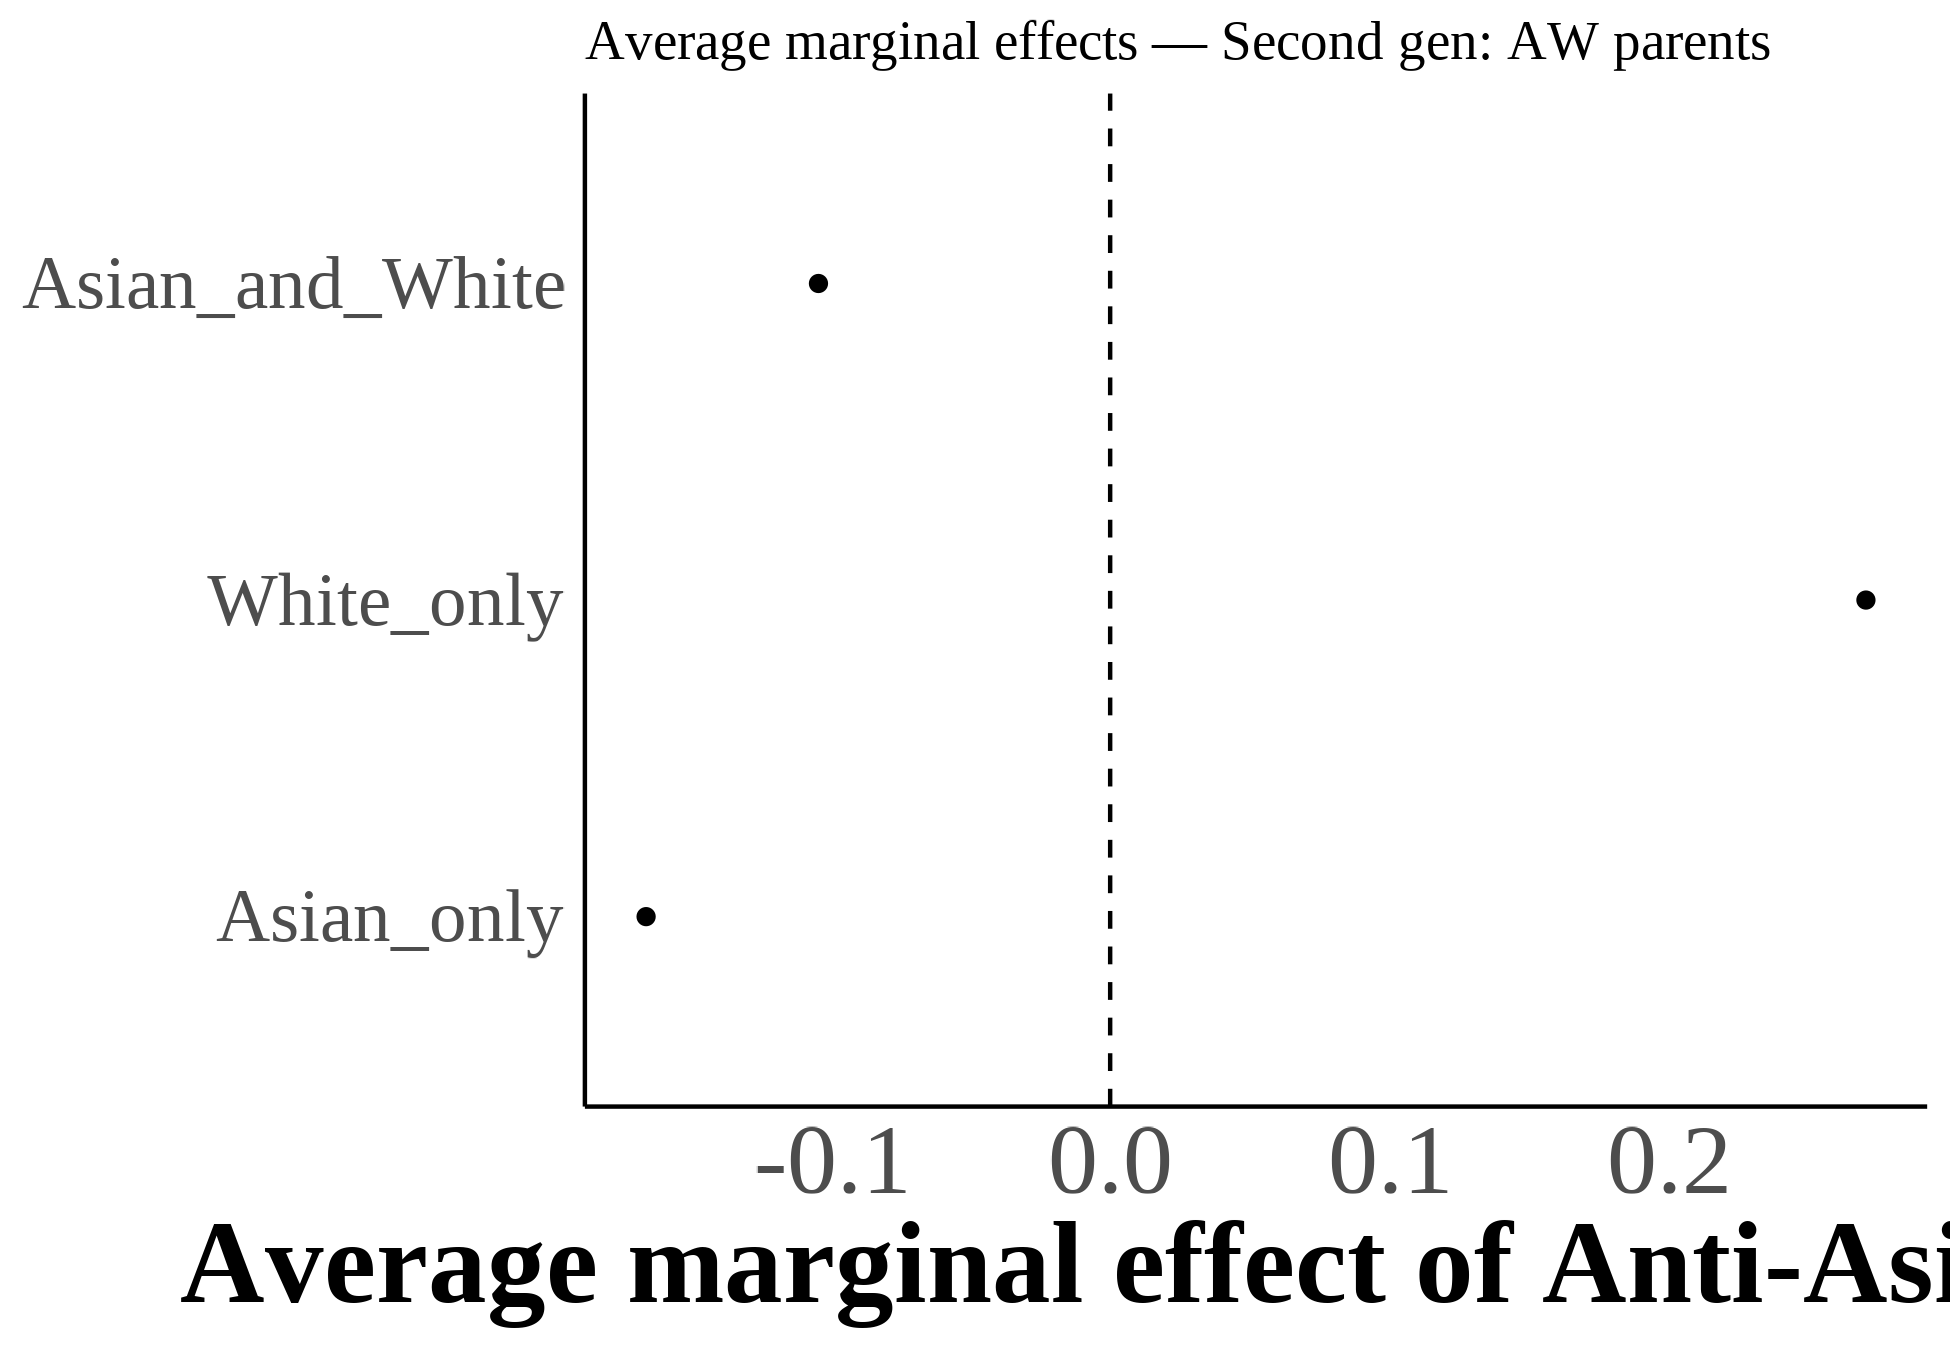 Average marginal effects — Second gen: AW parents
Asian_and_White
White_only
Asian_only
-0.1 0.0 0.1 0.2
Average marginal effect of Anti-Asi